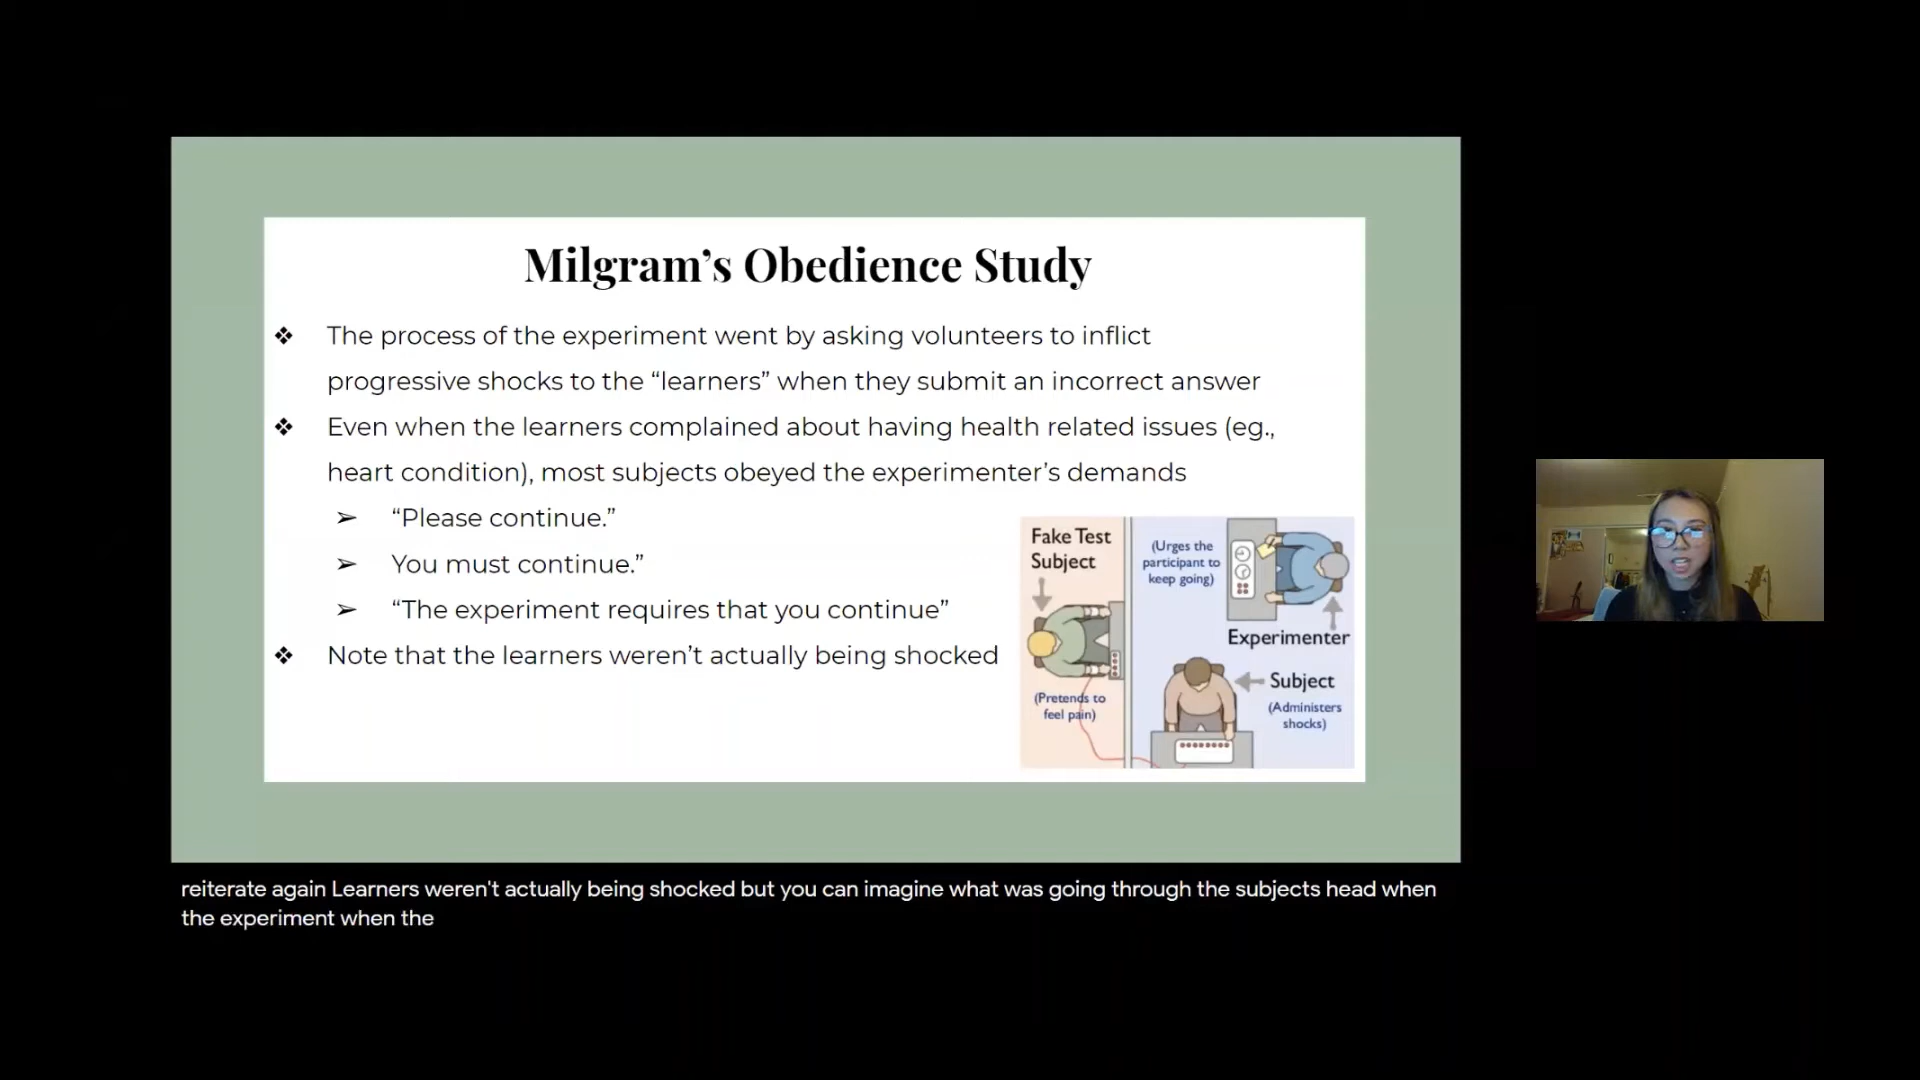 Milgram’s Obedience Study
❖ The process of the experiment went by asking volunteers to inflict
progressive shocks to the “learners” when they submit an incorrect answer
❖ Even when the learners complained about having health related issues (eg.,
heart condition), most subjects obeyed the experimenter’s demands
➢ “Please continue.”
➢ You must continue.”
➢ “The experiment requires that you continue”
❖ Note that the learners weren’t actually being shocked
Fake Test
Subject
(Pretends to
feel pain)
(Urges the
participant to
keep going)
Experimenter
Subject
(Administers
shocks)
reiterate again Learners weren't actually being shocked but you can imagine what was going through the subjects head when
the experiment when the